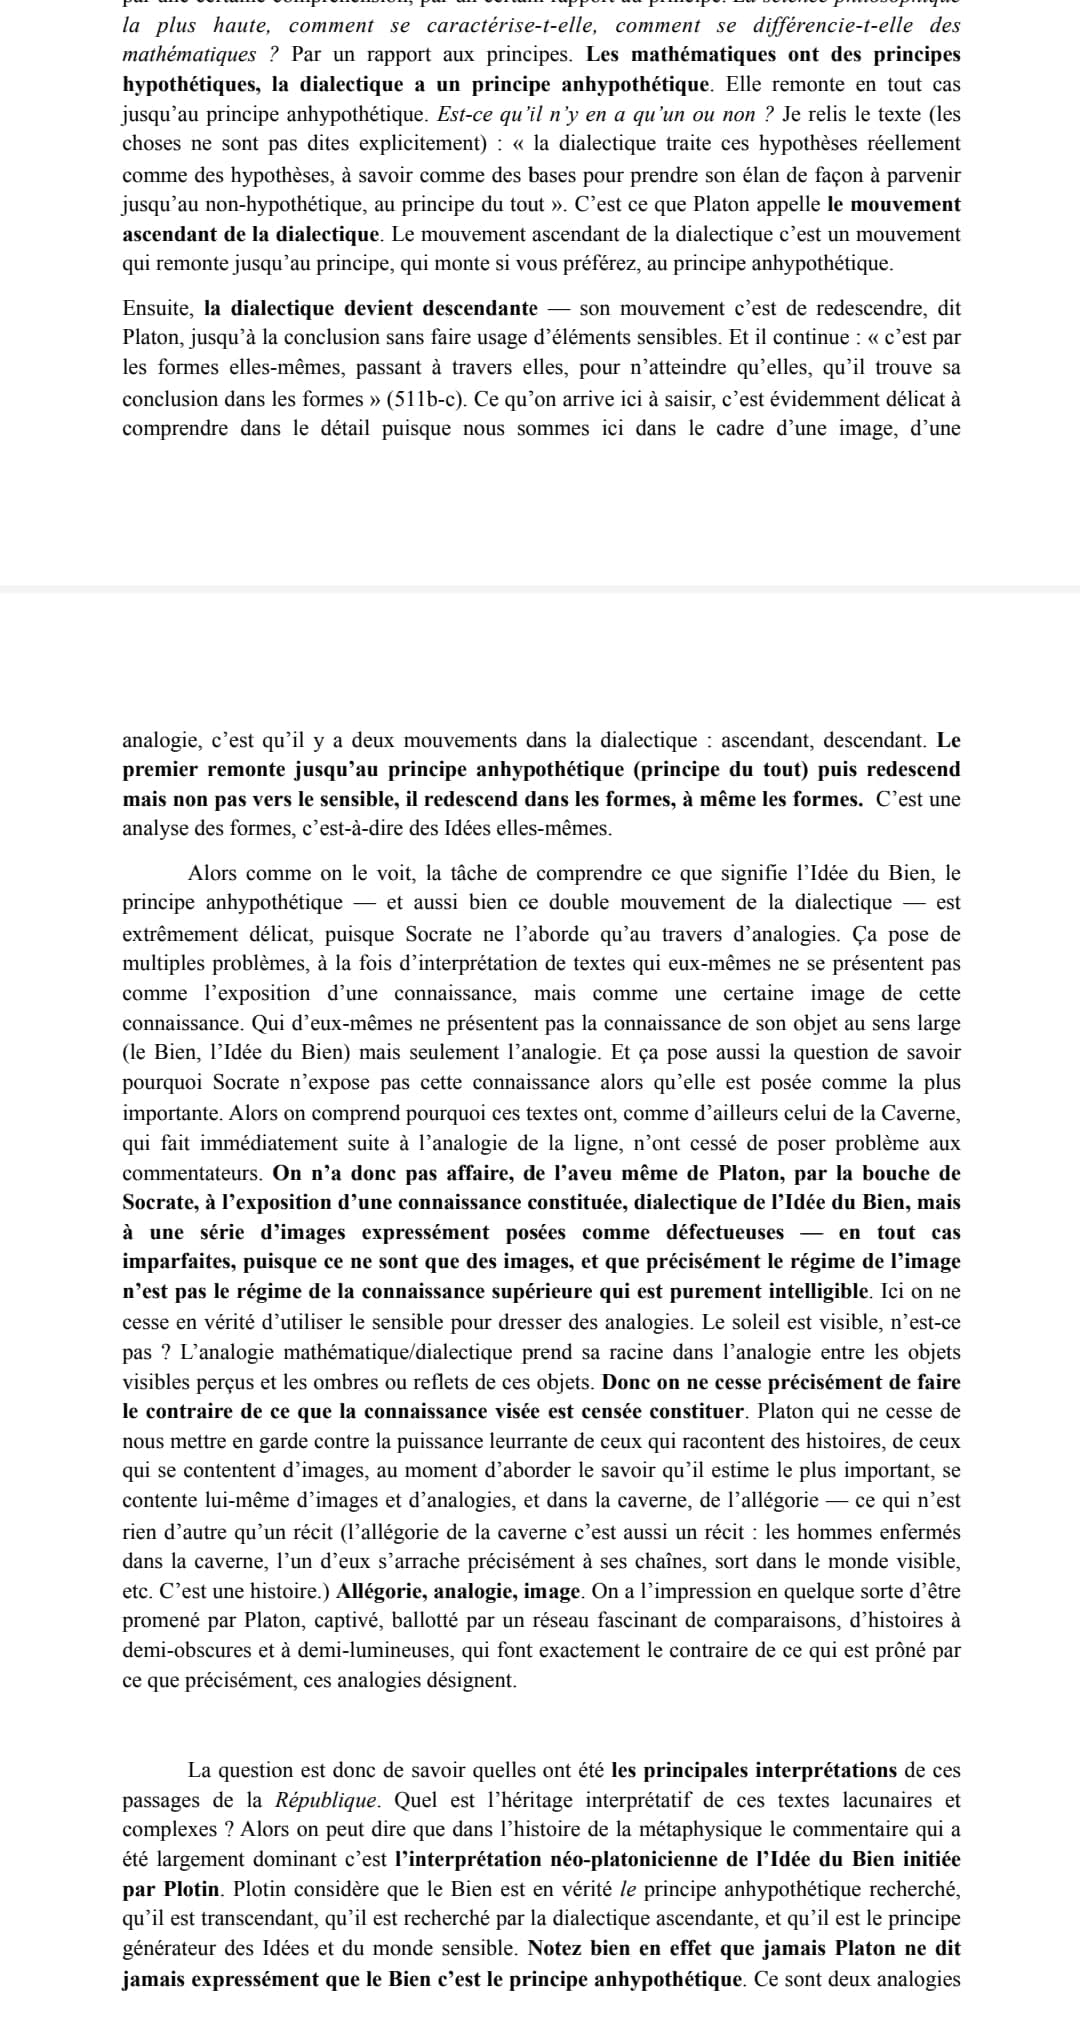 la plus haute, comment se caractérise-t-elle, comment se différencie-t-elle des
mathématiques ? Par un rapport aux principes. Les mathématiques ont des principes
hypothétiques, la dialectique a un principe anhypothétique. Elle remonte en tout cas
jusqu’au principe anhypothétique. Est-ce qu’il n’y en a qu’un ou non ? Je relis le texte (les
choses ne sont pas dites explicitement) : « la dialectique traite ces hypothèses réellement
comme des hypothèses, à savoir comme des bases pour prendre son élan de façon à parvenir
jusqu’au non-hypothétique, au principe du tout ». C’est ce que Platon appelle le mouvement
ascendant de la dialectique. Le mouvement ascendant de la dialectique c’est un mouvement
qui remonte jusqu’au principe, qui monte si vous préférez, au principe anhypothétique.
Ensuite, la dialectique devient descendante — son mouvement c’est de redescendre, dit
Platon, jusqu’à la conclusion sans faire usage d’éléments sensibles. Et il continue : « c’est par
les formes elles-mêmes, passant à travers elles, pour n’atteindre qu’elles, qu’il trouve sa
conclusion dans les formes » (511b-c). Ce qu’on arrive ici à saisir, c’est évidemment délicat à
comprendre dans le détail puisque nous sommes ici dans le cadre d’une image, d’une
analogie, c’est qu’il y a deux mouvements dans la dialectique : ascendant, descendant. Le
premier remonte jusqu’au principe anhypothétique (principe du tout) puis redescend
mais non pas vers le sensible, il redescend dans les formes, à même les formes. C’est une
analyse des formes, c’est-à-dire des Idées elles-mêmes.
Alors comme on le voit, la tâche de comprendre ce que signifie l’Idée du Bien, le
principe anhypothétique — et aussi bien ce double mouvement de la dialectique — est
extrêmement délicat, puisque Socrate ne l’aborde qu’au travers d’analogies. Ça pose de
multiples problèmes, à la fois d’interprétation de textes qui eux-mêmes ne se présentent pas
comme l’exposition d’une connaissance, mais comme une certaine image de cette
connaissance. Qui d’eux-mêmes ne présentent pas la connaissance de son objet au sens large
(le Bien, l’Idée du Bien) mais seulement l’analogie. Et ça pose aussi la question de savoir
pourquoi Socrate n’expose pas cette connaissance alors qu’elle est posée comme la plus
importante. Alors on comprend pourquoi ces textes ont, comme d’ailleurs celui de la Caverne,
qui fait immédiatement suite à l’analogie de la ligne, n’ont cessé de poser problème aux
commentateurs. On n’a donc pas affaire, de l’aveu même de Platon, par la bouche de
Socrate, à l’exposition d’une connaissance constituée, dialectique de l’Idée du Bien, mais
à une série d’images expressément posées comme défectueuses — en tout cas
imparfaites, puisque ce ne sont que des images, et que précisément le régime de l’image
n’est pas le régime de la connaissance supérieure qui est purement intelligible. Ici on ne
cesse en vérité d’utiliser le sensible pour dresser des analogies. Le soleil est visible, n’est-ce
pas ? L’analogie mathématique/dialectique prend sa racine dans l’analogie entre les objets
visibles perçus et les ombres ou reflets de ces objets. Donc on ne cesse précisément de faire
le contraire de ce que la connaissance visée est censée constituer. Platon qui ne cesse de
nous mettre en garde contre la puissance leurrante de ceux qui racontent des histoires, de ceux
qui se contentent d’images, au moment d’aborder le savoir qu’il estime le plus important, se
contente lui-même d’images et d’analogies, et dans la caverne, de l’allégorie — ce qui n’est
rien d’autre qu’un récit (l’allégorie de la caverne c’est aussi un récit : les hommes enfermés
dans la caverne, l’un d’eux s’arrache précisément à ses chaînes, sort dans le monde visible,
etc. C’est une histoire.) Allégorie, analogie, image. On a l’impression en quelque sorte d’être
promené par Platon, captivé, ballotté par un réseau fascinant de comparaisons, d’histoires à
demi-obscures et à demi-lumineuses, qui font exactement le contraire de ce qui est prôné par
ce que précisément, ces analogies désignent.
La question est donc de savoir quelles ont été les principales interprétations de ces
passages de la République. Quel est l’héritage interprétatif de ces textes lacunaires et
complexes ? Alors on peut dire que dans l’histoire de la métaphysique le commentaire qui a
été largement dominant c’est l’interprétation néo-platonicienne de l’Idée du Bien initiée
par Plotin. Plotin considère que le Bien est en vérité le principe anhypothétique recherché,
qu’il est transcendant, qu’il est recherché par la dialectique ascendante, et qu’il est le principe
générateur des Idées et du monde sensible. Notez bien en effet que jamais Platon ne dit
jamais expressément que le Bien c’est le principe anhypothétique. Ce sont deux analogies